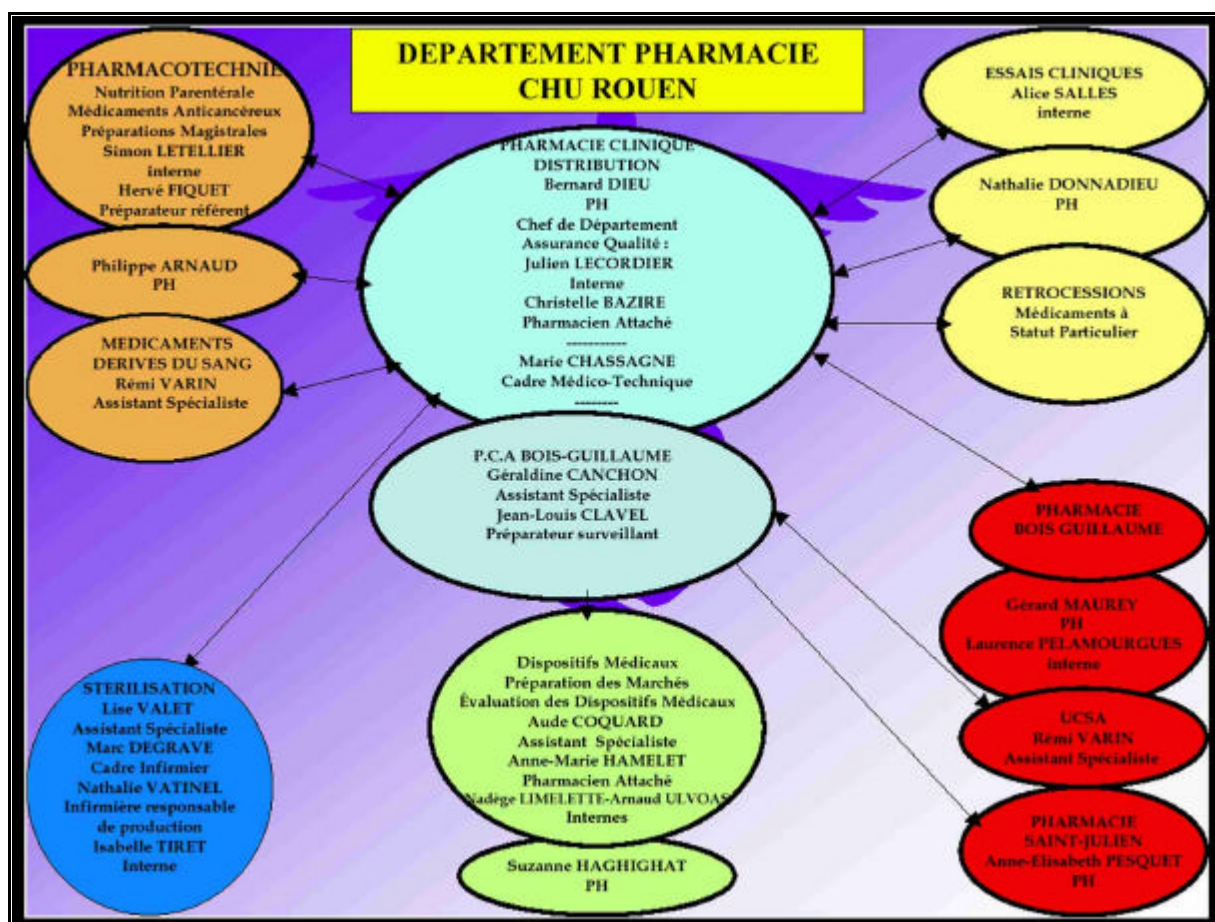 DEPARTEMENT PHARMACIE
CHU ROUEN
PHARMACOTECHNIE
Nutrition Parentérale
Médicaments Anticancéreux
Préparations Magistrales
Simon LETELLIER
interne
Hervé FIQUET
Préparateur référent
Philippe ARNAUD
PH
MEDICAMENTS
DERIVES DU SANG
Rémi VARIN
Assistant Spécialiste
PHARMACIE CLINIQUE
DISTRIBUTION
Bernard DIEU
PH
Chef de Département
Assurance Qualité :
Julien LECORDIER
Interne
Christelle BAZIRE
Pharmacien Attaché
-----------
Marie CHASSAGNE
Cadre Médico-Technique
--------
P.C.A BOIS-GUILLAUME
Géraldine CANCHON
Assistant Spécialiste
Jean-Louis CLAVEL
Préparateur surveillant
ESSAIS CLINIQUES
Alice SALLES
interne
Nathalie DONNADIEU
PH
RETROCESSIONS
Médicaments à
Statut Particulier
PHARMACIE
BOIS GUILLAUME
Gérard MAUREY
PH
Laurence PELAMOURGUES
interne
UCSA
Rémi VARIN
Assistant Spécialiste
PHARMACIE
SAINT-JULIEN
Anne-Elisabeth PESQUET
PH
STERILISATION
Lise VALET
Assistant Spécialiste
Marc DEGRAVE
Cadre Infirmier
Nathalie VATINEL
Infirmière responsable
de production
Isabelle TIRET
Interne
Dispositifs Médicaux
Préparation des Marchés
Évaluation des Dispositifs Médicaux
Aude COQUARD
Assistant Spécialiste
Anne-Marie HAMELET
Pharmacien Attaché
Nadège LIMELETTE-Arnaud ULVOAS
Internes
Suzanne HAGHIGHAT
PH